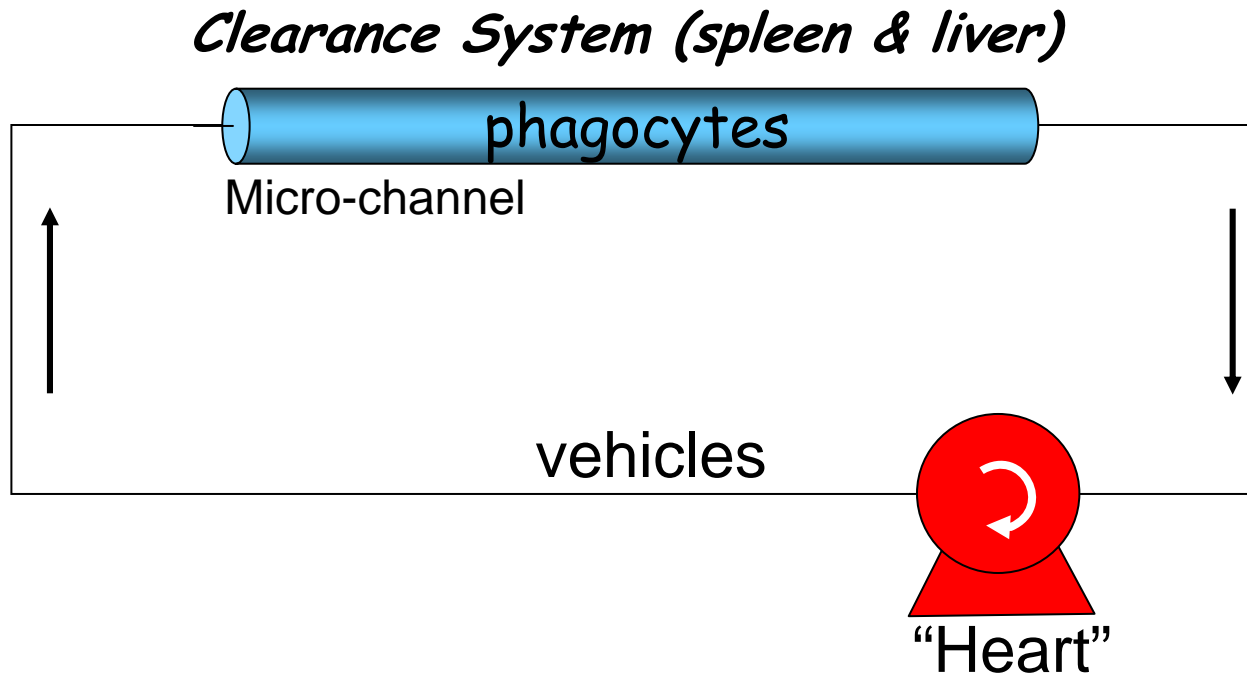 Clearance System (spleen & liver)
phagocytes
Micro-channel
vehicles
“Heart”